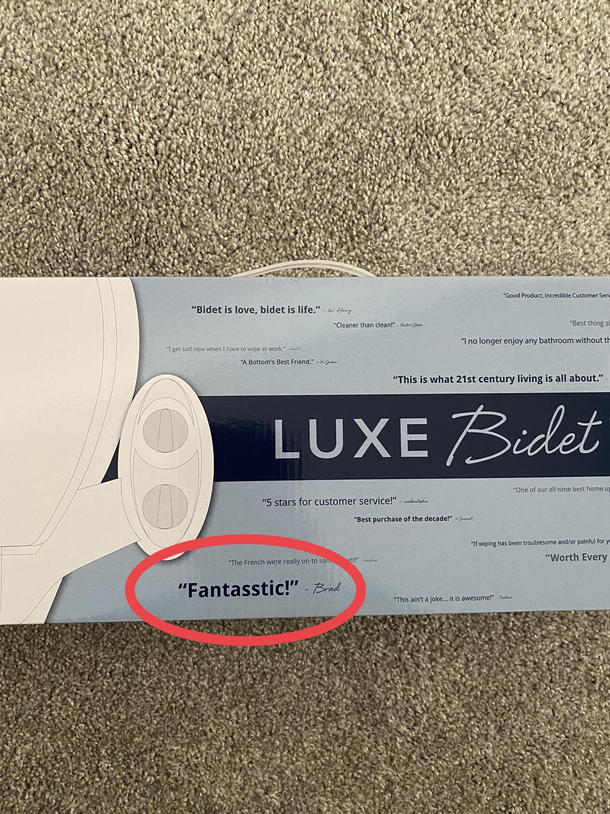 "Good Product, Incredible Customer Serv
"Bidet is love, bidet is life." - W. Henry
"Cleaner than clean!"
"Best thing
"I no longer enjoy any bathroom without th
"I get sad now when I have to wipe at work."
"A Bottom's Best Friend."
"This is what 21st century living is all about."
LUXE Bidet
"One of our all-time best home up
"5 stars for customer service!"
"Best purchase of the decade!"
"If wiping has been troublesome and/or painful for
"Worth Every
"The French were really on to
"Fantasstic!" - Brad
"This ain't a joke... it is awesome!"